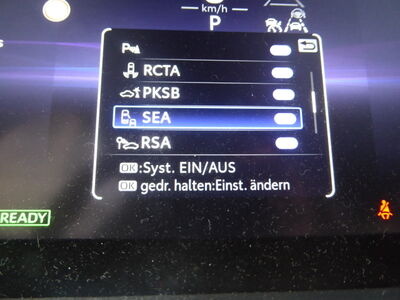 km/h
P
RCTA
PKSB
SEA
RSA
OK :Syst. EIN/AUS
OK gedr. halten:Einst. ändern
READY